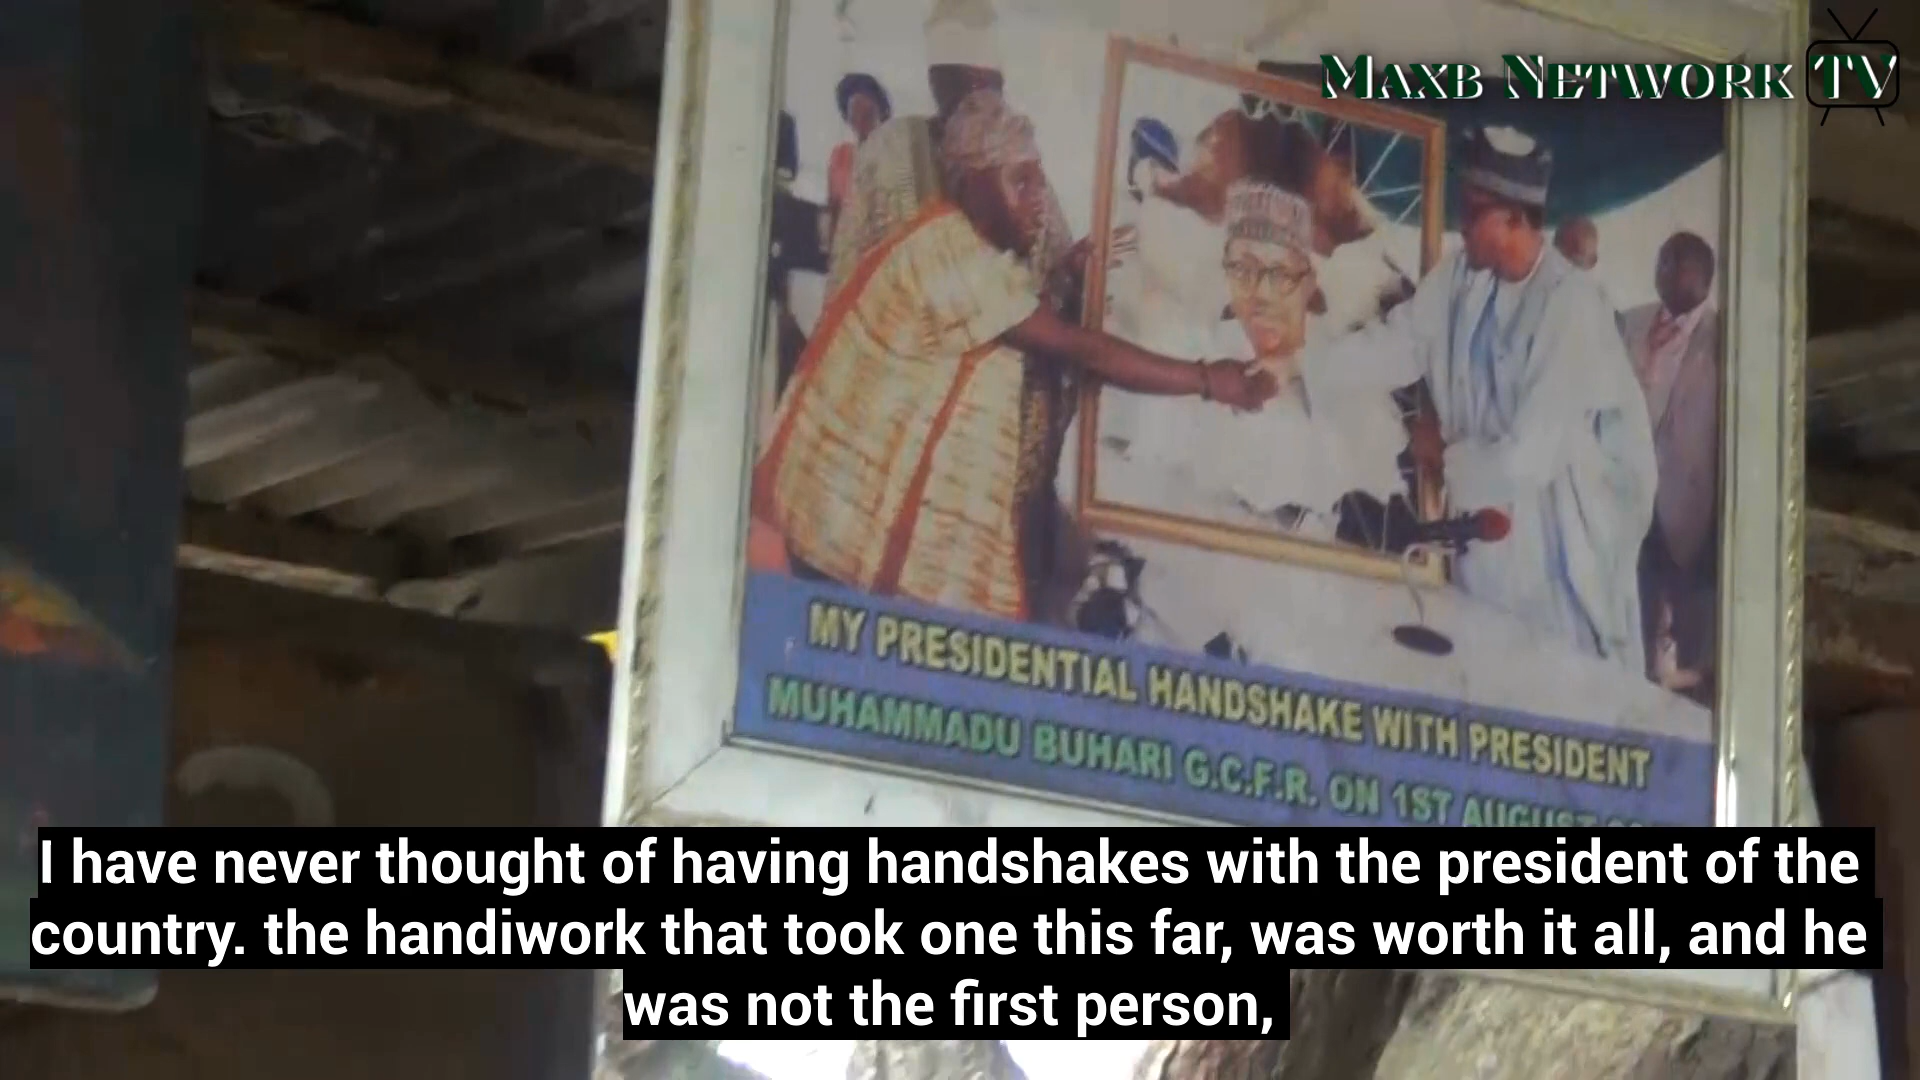 MAXB NETWORK TV
MY PRESIDENTIAL HANDSHAKE WITH PRESIDENT
MUHAMMADU BUHARI G.C.F.R. ON 1ST AUGUST
I have never thought of having handshakes with the president of the
country. the handiwork that took one this far, was worth it all, and he
was not the first person,